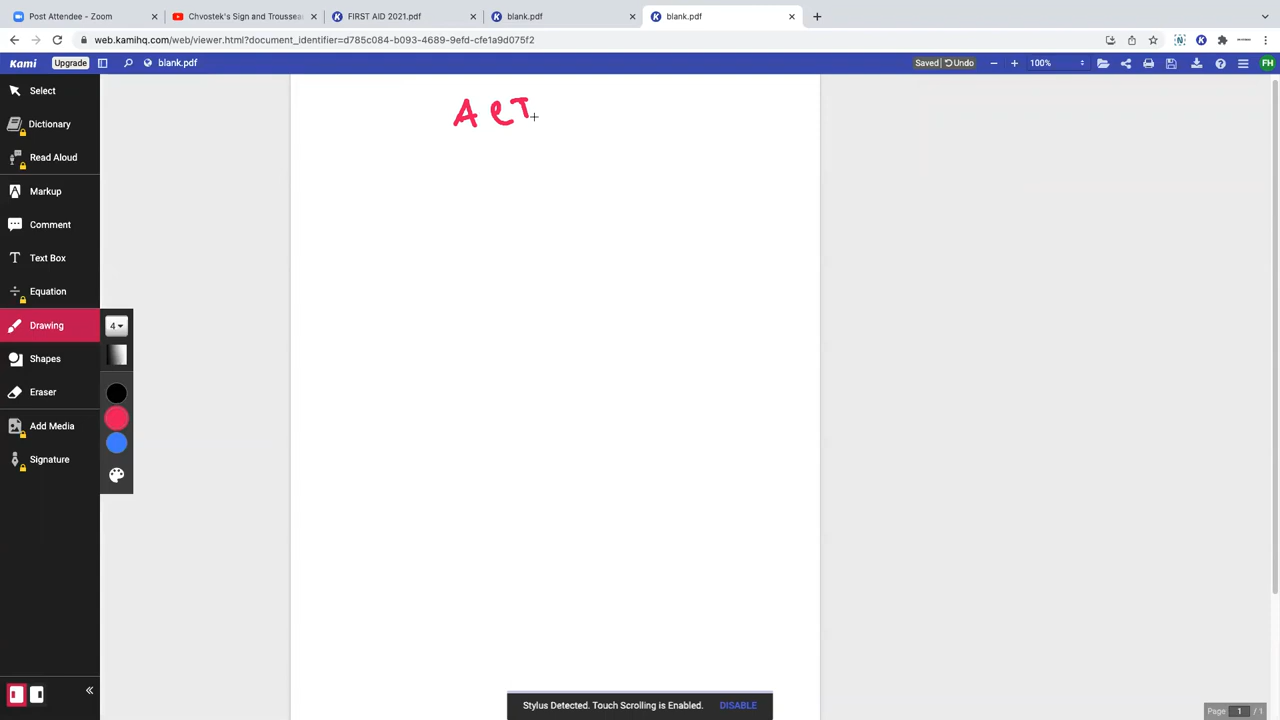 Post Attendee - Zoom
Chvostek's Sign and Troussea
FIRST AID 2021.pdf
blank.pdf
blank.pdf
web.kamihq.com/web/viewer.html?document_identifier=d785c084-b093-4689-9efd-cfe1a9d075f2
Kami Upgrade blank.pdf Saved Undo 100% FH
Select
Dictionary
Read Aloud
Markup
Comment
Text Box
Equation
Drawing
Shapes
Eraser
Add Media
Signature
4
A C T
Stylus Detected. Touch Scrolling is Enabled. DISABLE
Page 1 / 1